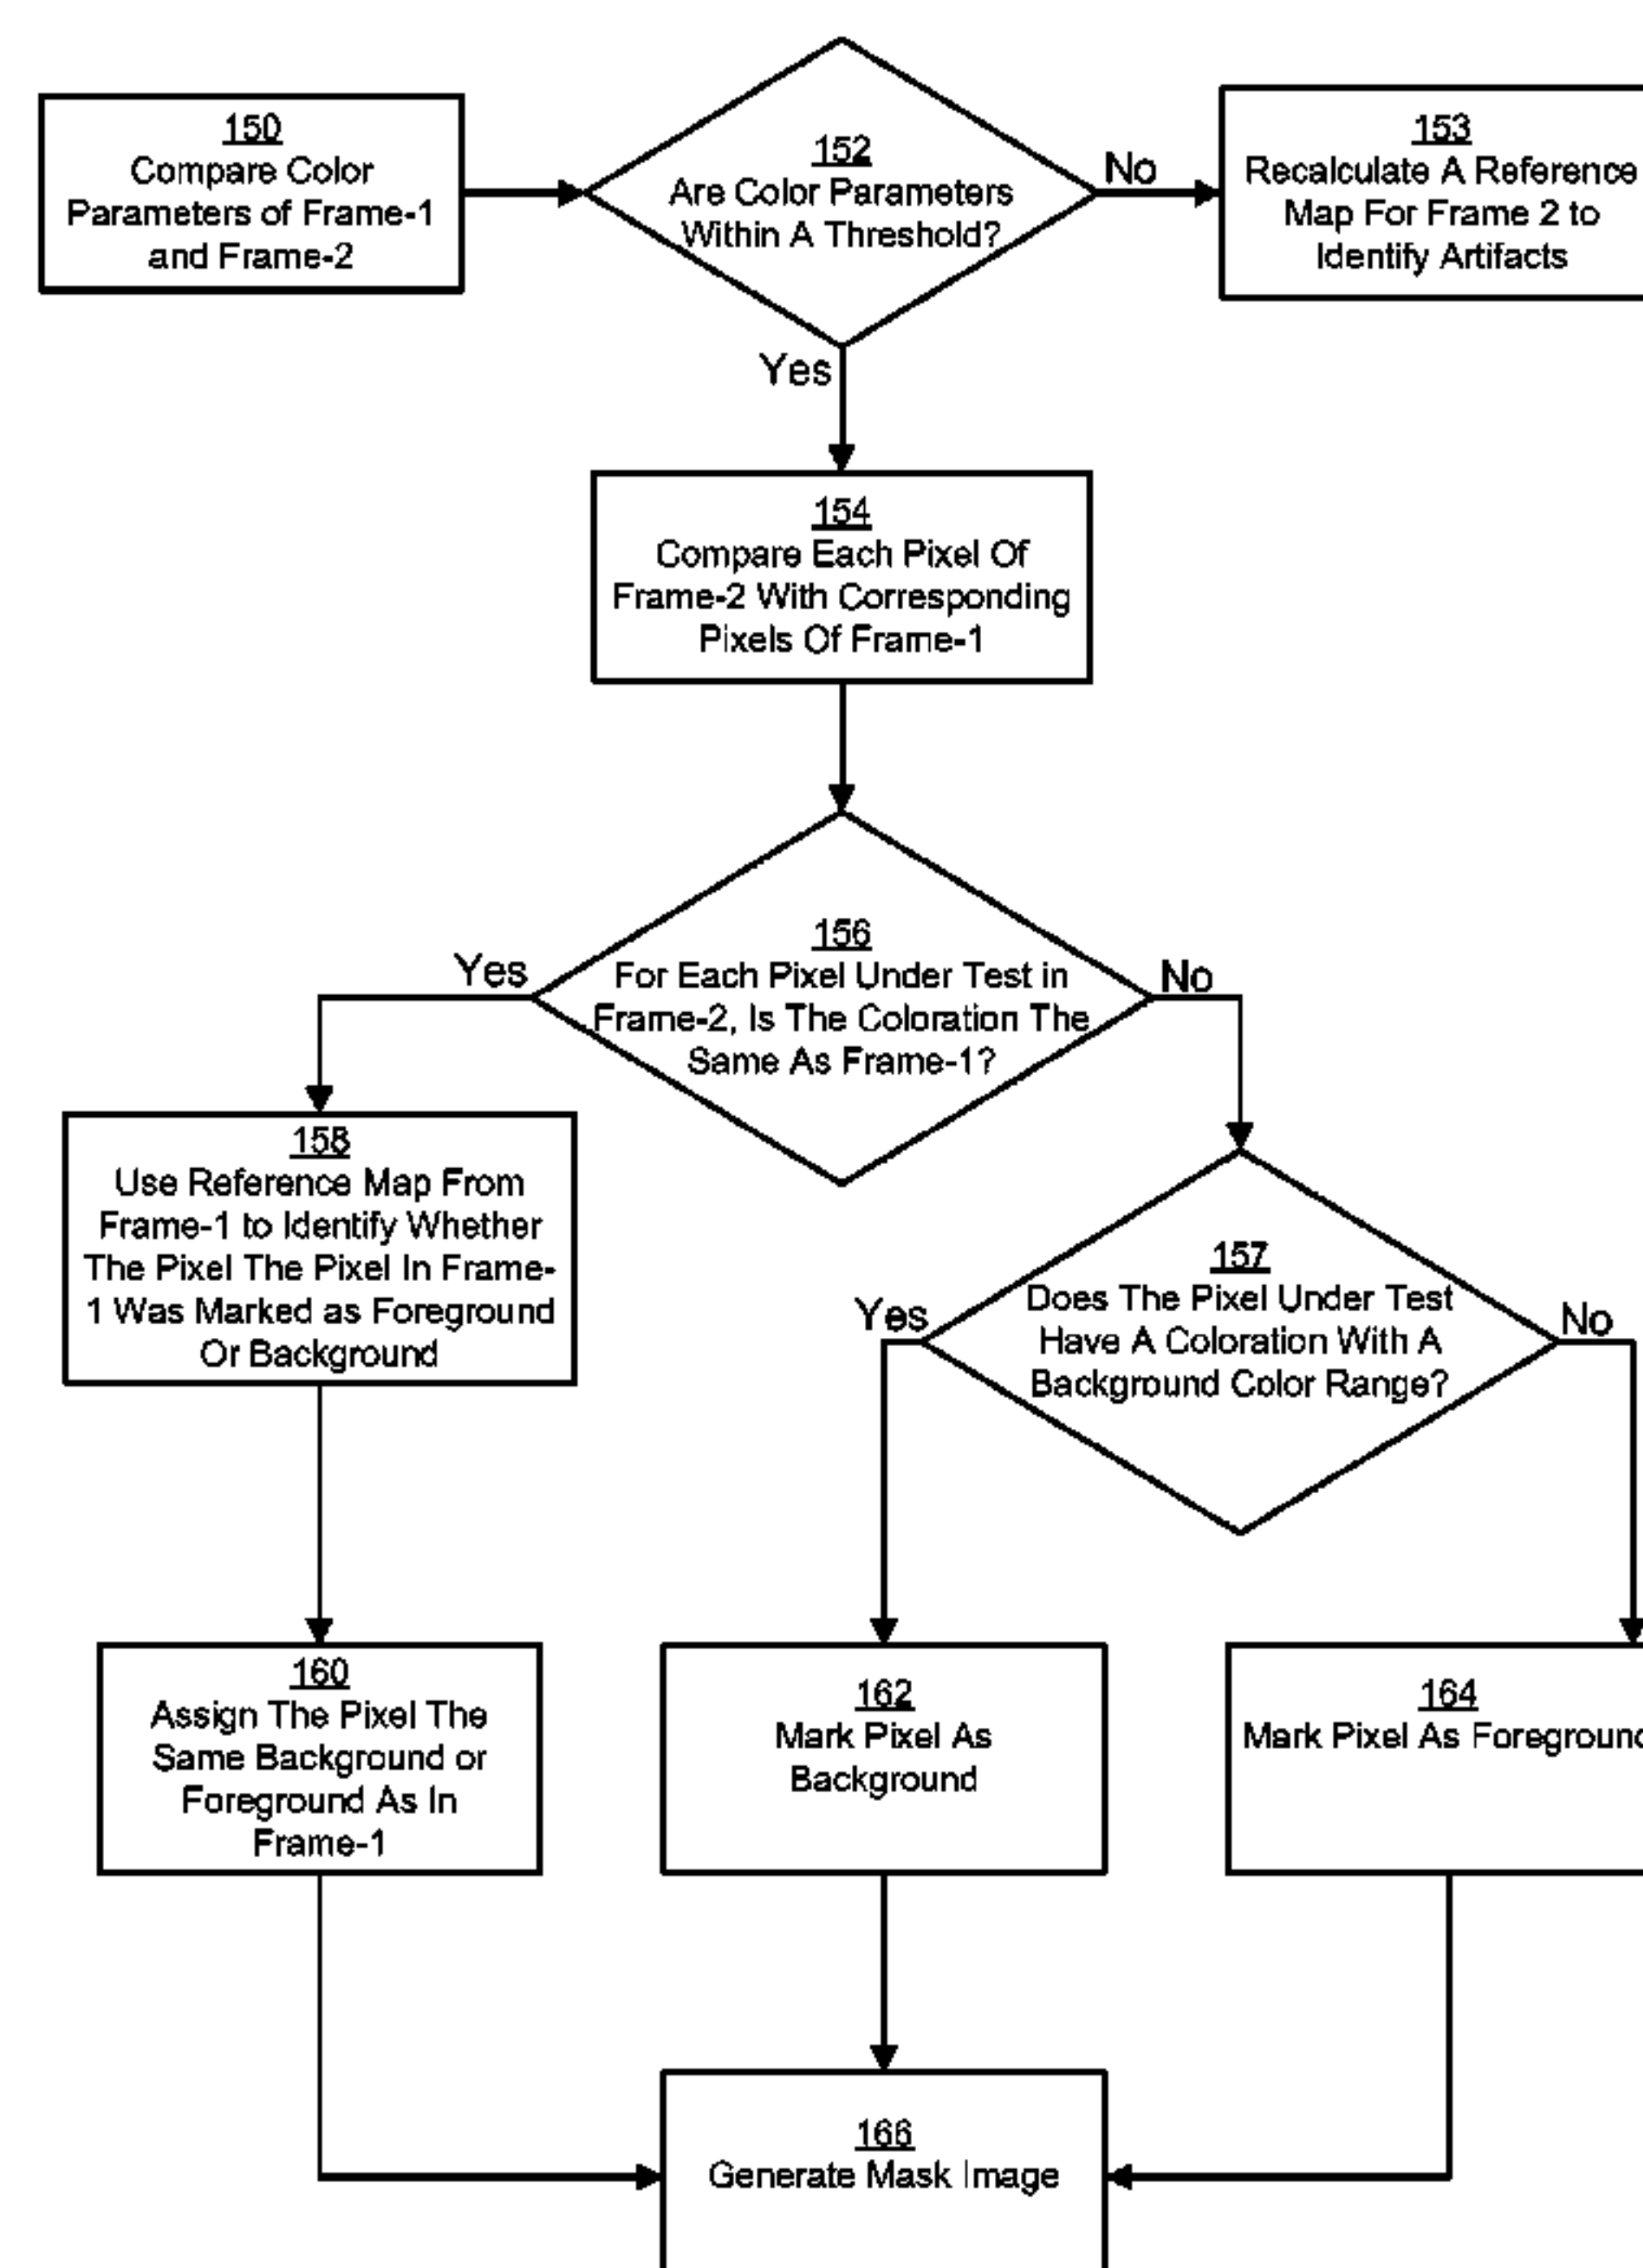 150
Compare Color
Parameters of Frame-1
and Frame-2
152
Are Color Parameters
Within A Threshold?
No
153
Recalculate A Reference
Map For Frame 2 to
Identify Artifacts
Yes
154
Compare Each Pixel Of
Frame-2 With Corresponding
Pixels Of Frame-1
156
For Each Pixel Under Test in
Frame-2, Is The Coloration The
Same As Frame-1?
Yes
No
158
Use Reference Map From
Frame-1 to Identify Whether
The Pixel The Pixel In Frame-
1 Was Marked as Foreground
Or Background
157
Does The Pixel Under Test
Have A Coloration With A
Background Color Range?
Yes
No
160
Assign The Pixel The
Same Background or
Foreground As In
Frame-1
162
Mark Pixel As
Background
164
Mark Pixel As Foreground
166
Generate Mask Image